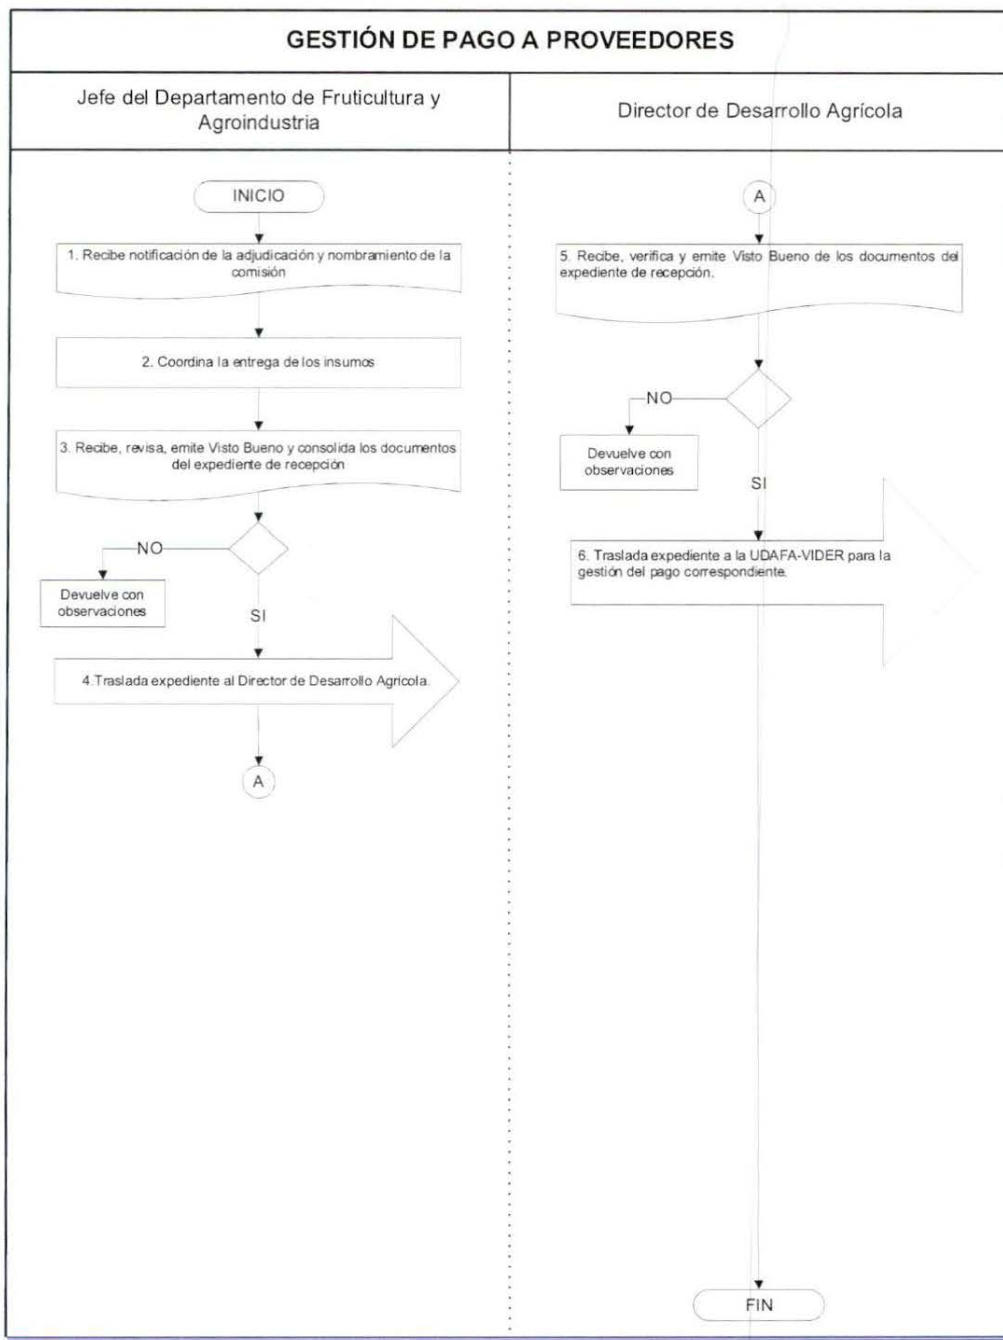 GESTIÓN DE PAGO A PROVEEDORES
Jefe del Departamento de Fruticultura y
Agroindustria
Director de Desarrollo Agrícola
INICIO
1. Recibe notificación de la adjudicación y nombramiento de la
comisión
2. Coordina la entrega de los insumos
3. Recibe, revisa, emite Visto Bueno y consolida los documentos
del expediente de recepción
NO
Devuelve con
observaciones
SI
4.Traslada expediente al Director de Desarrollo Agrícola.
A
A
5. Recibe, verifica y emite Visto Bueno de los documentos del
expediente de recepción.
NO
Devuelve con
observaciones
SI
6. Traslada expediente a la UDAFA-VIDER para la
gestión del pago correspondiente.
FIN